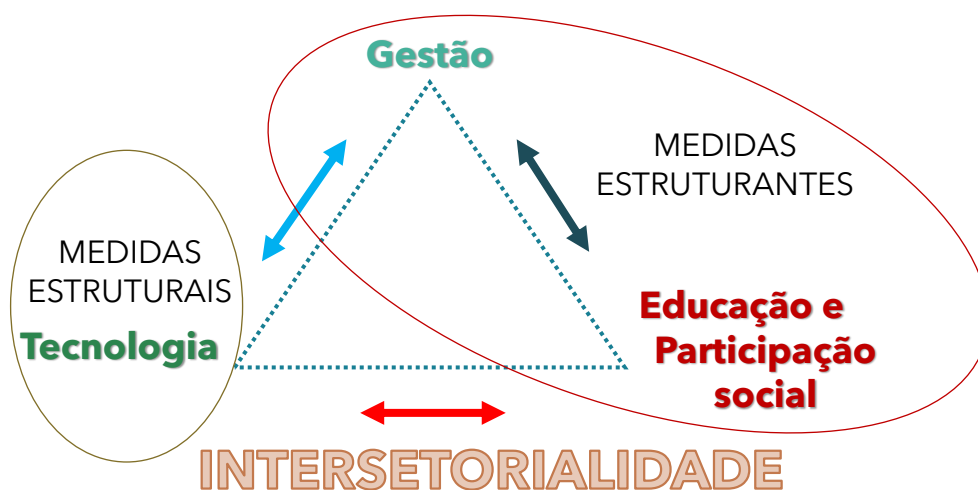 Gestão
MEDIDAS
ESTRUTURANTES
MEDIDAS
ESTRUTURAIS
Tecnologia
Educação e
Participação
social
INTERSETORIALIDADE